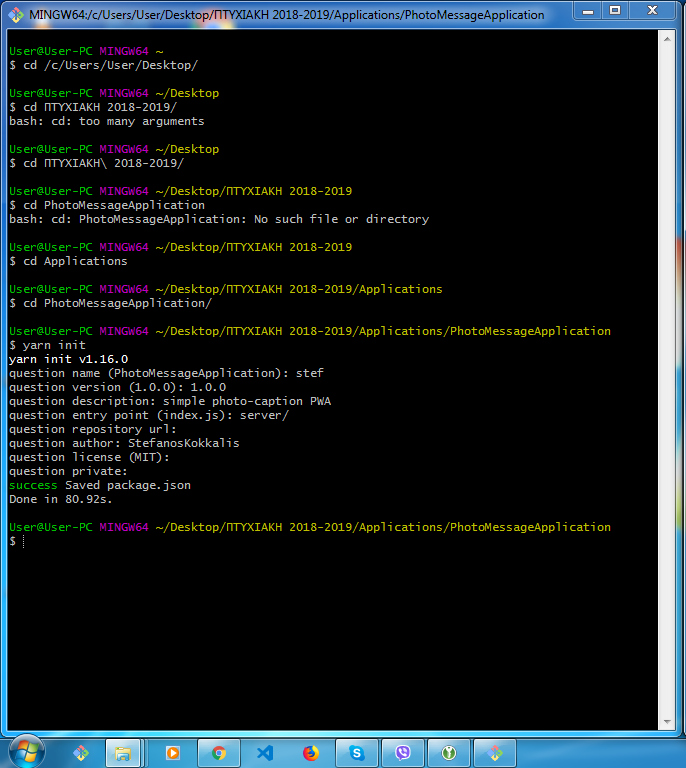 MINGW64:/c/Users/User/Desktop/ΠΤΥΧΙΑΚΗ 2018-2019/Applications/PhotoMessageApplication
User@User-PC MINGW64 ~
$ cd /c/Users/User/Desktop/
User@User-PC MINGW64 ~/Desktop
$ cd ΠΤΥΧΙΑΚΗ 2018-2019/
bash: cd: too many arguments
User@User-PC MINGW64 ~/Desktop
$ cd ΠΤΥΧΙΑΚΗ\ 2018-2019/
User@User-PC MINGW64 ~/Desktop/ΠΤΥΧΙΑΚΗ 2018-2019
$ cd PhotoMessageApplication
bash: cd: PhotoMessageApplication: No such file or directory
User@User-PC MINGW64 ~/Desktop/ΠΤΥΧΙΑΚΗ 2018-2019
$ cd Applications
User@User-PC MINGW64 ~/Desktop/ΠΤΥΧΙΑΚΗ 2018-2019/Applications
$ cd PhotoMessageApplication/
User@User-PC MINGW64 ~/Desktop/ΠΤΥΧΙΑΚΗ 2018-2019/Applications/PhotoMessageApplication
$ yarn init
yarn init v1.16.0
question name (PhotoMessageApplication): stef
question version (1.0.0): 1.0.0
question description: simple photo-caption PWA
question entry point (index.js): server/
question repository url:
question author: StefanosKokkalis
question license (MIT):
question private:
success Saved package.json
Done in 80.92s.
User@User-PC MINGW64 ~/Desktop/ΠΤΥΧΙΑΚΗ 2018-2019/Applications/PhotoMessageApplication
$